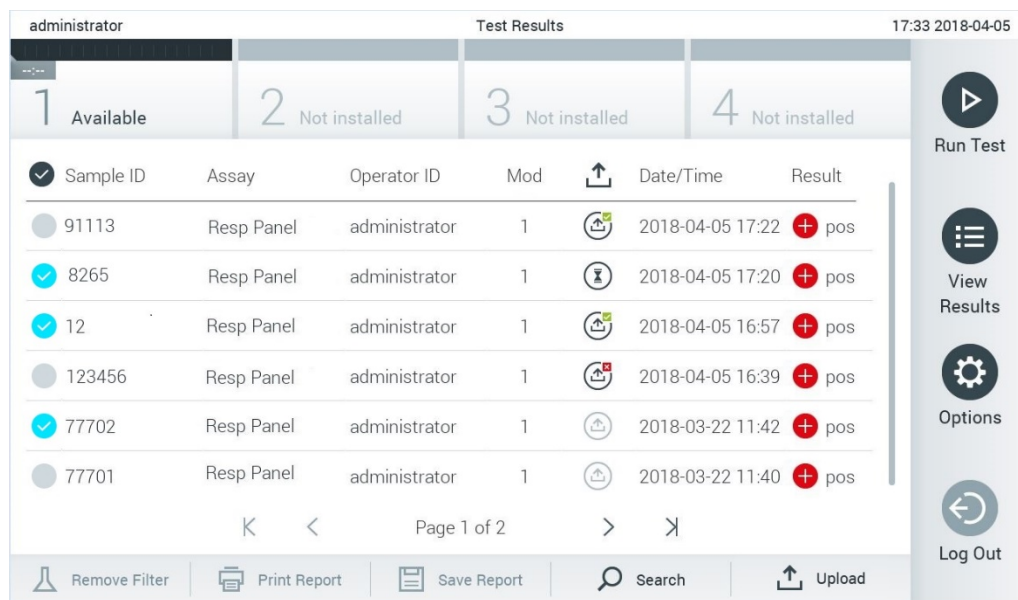 administrator Test Results 17:33 2018-04-05
--:--
1 Available 2 Not installed 3 Not installed 4 Not installed
Run Test
Sample ID Assay Operator ID Mod Date/Time Result
91113 Resp Panel administrator 1 2018-04-05 17:22 pos
8265 Resp Panel administrator 1 2018-04-05 17:20 pos
View
Results
12 Resp Panel administrator 1 2018-04-05 16:57 pos
123456 Resp Panel administrator 1 2018-04-05 16:39 pos
Options
77702 Resp Panel administrator 1 2018-03-22 11:42 pos
77701 Resp Panel administrator 1 2018-03-22 11:40 pos
Page 1 of 2
Log Out
Remove Filter Print Report Save Report Search Upload